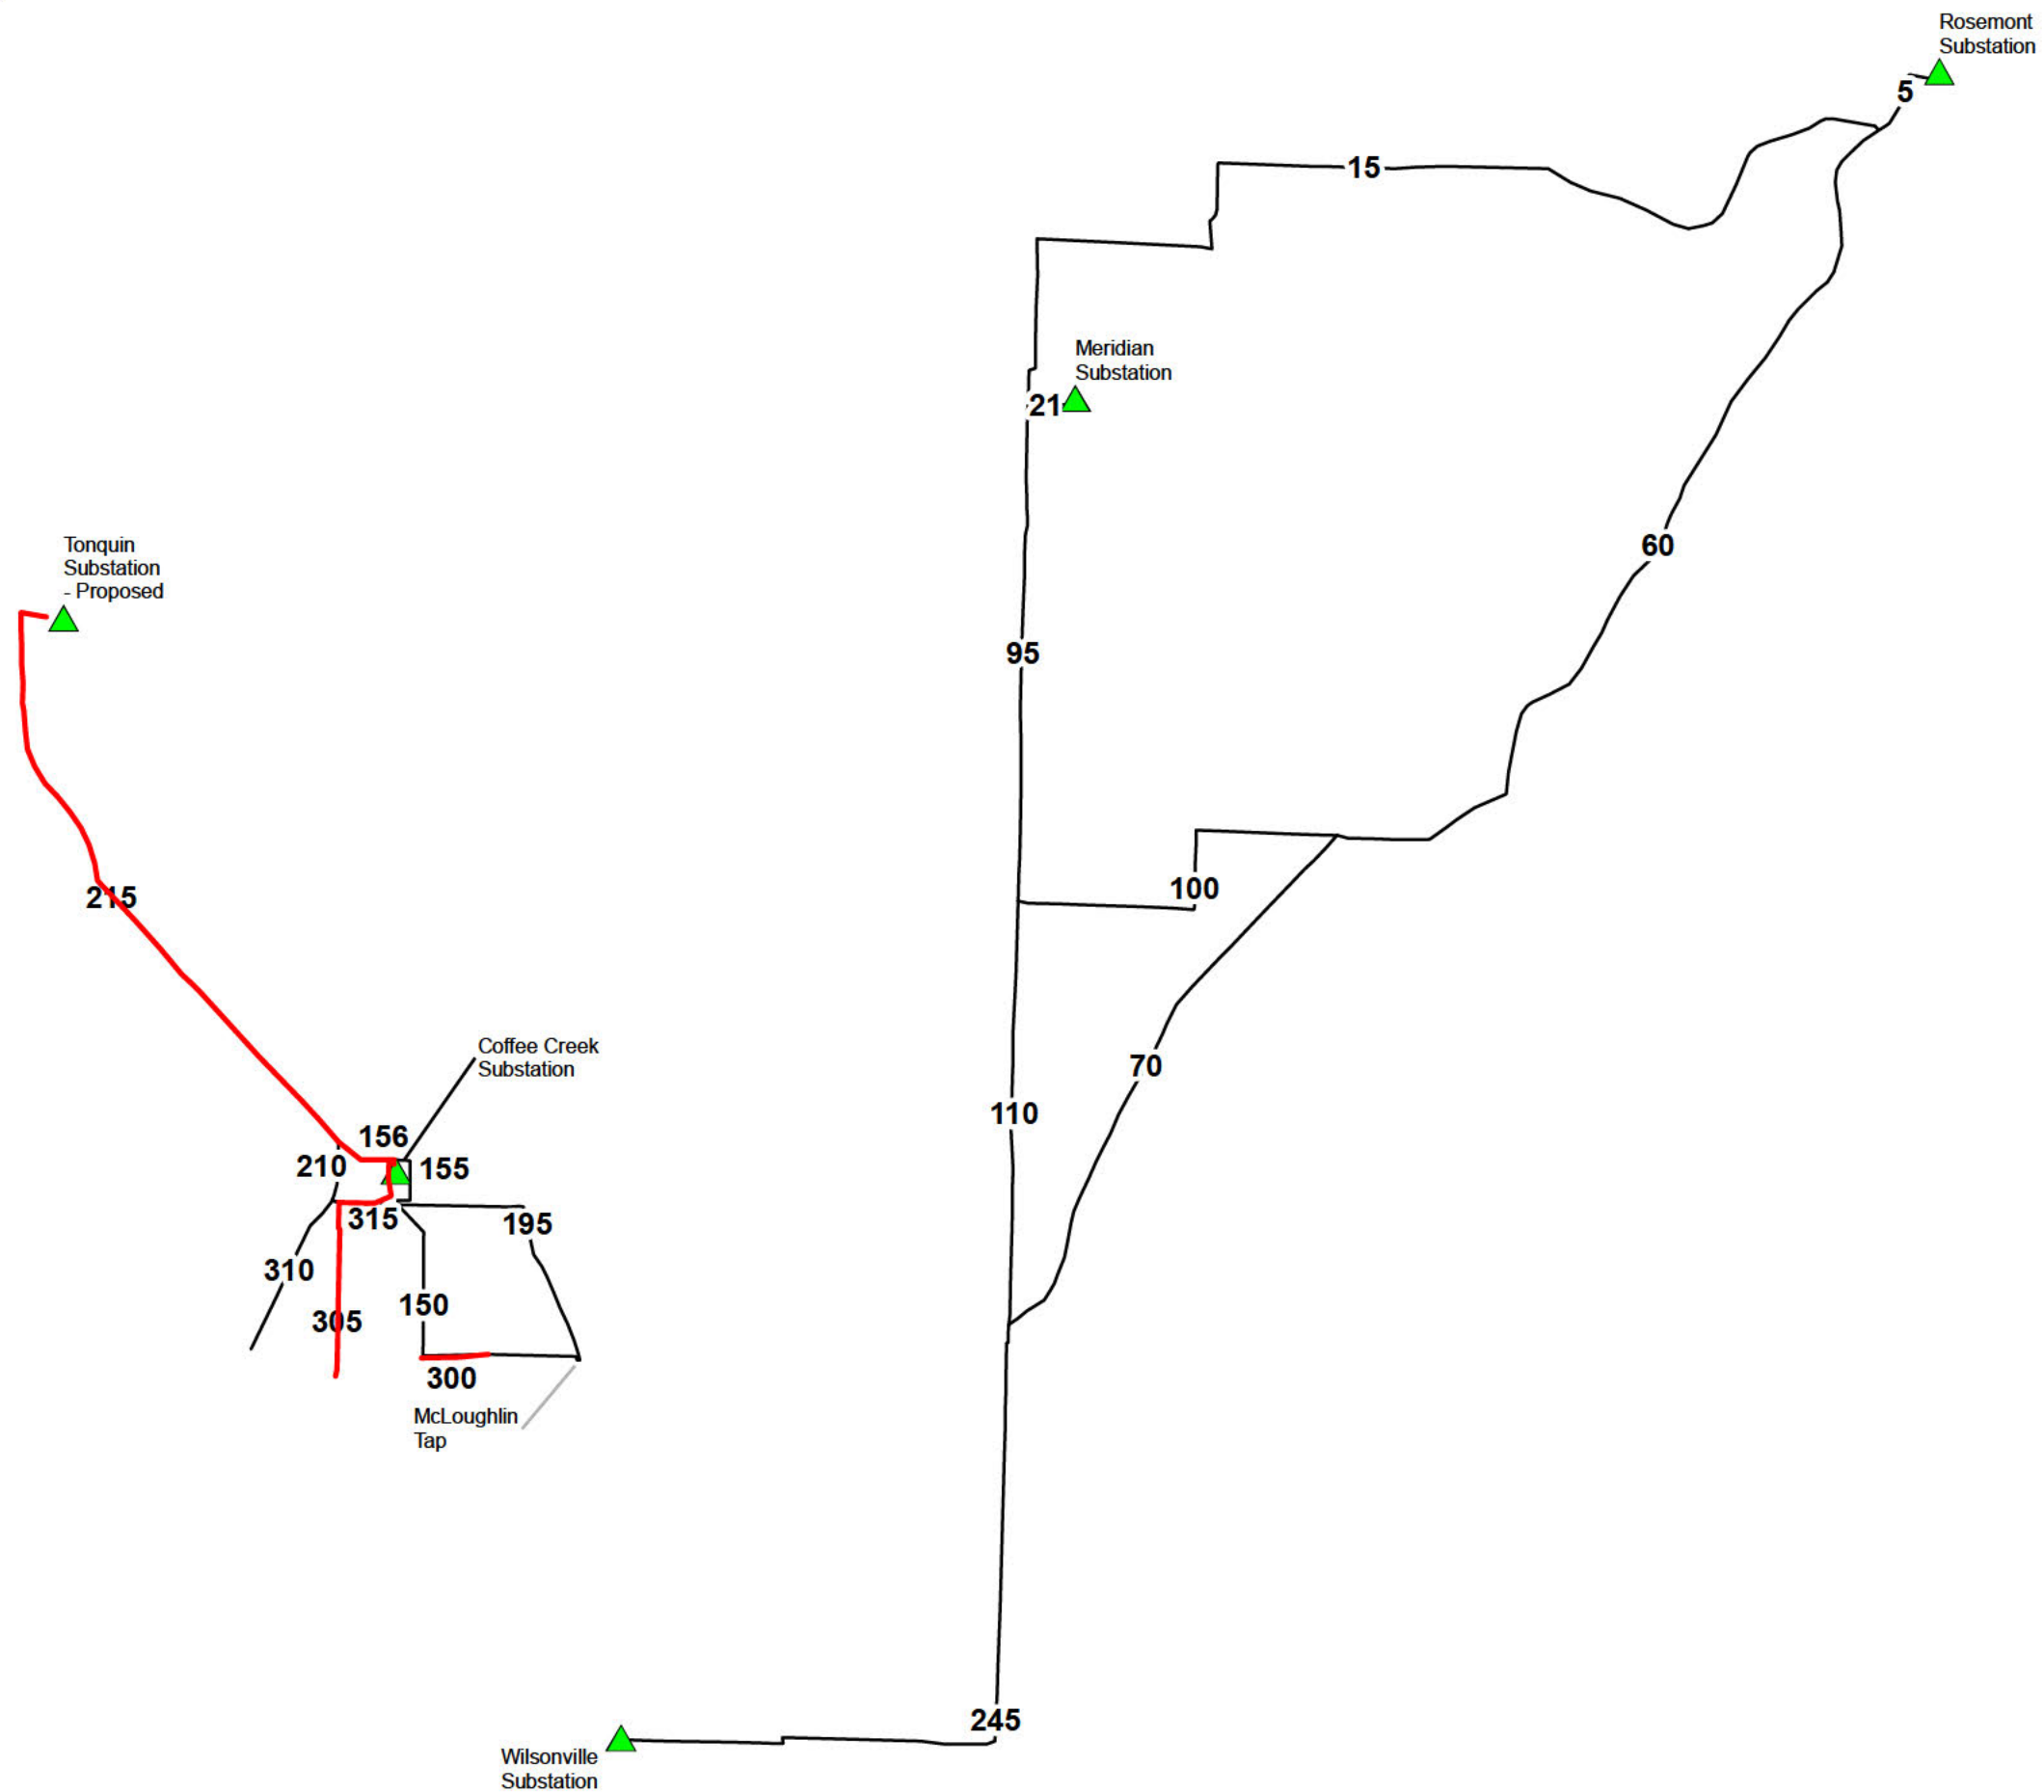 Rosemont
Substation
5
15
Meridian
Substation
21
Tonquin
Substation
- Proposed
60
95
100
215
Coffee Creek
Substation
70
110
156
210
155
315
195
310
150
305
300
McLoughlin
Tap
245
Wilsonville
Substation